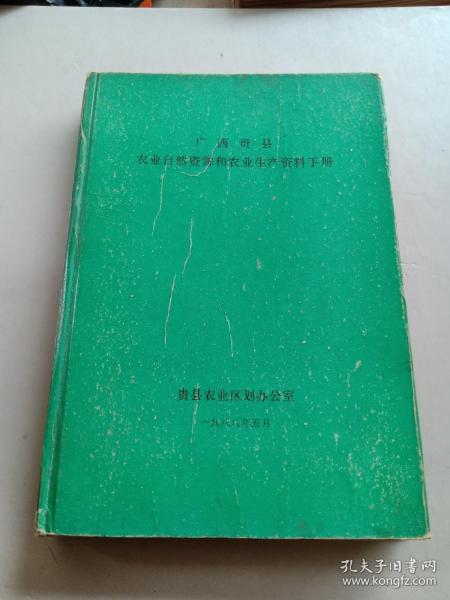 广西贵县
农业自然资源和农业生产资料手册
贵县农业区划办公室
一九八八年五月
孔夫子旧书网
www.kongfz.com